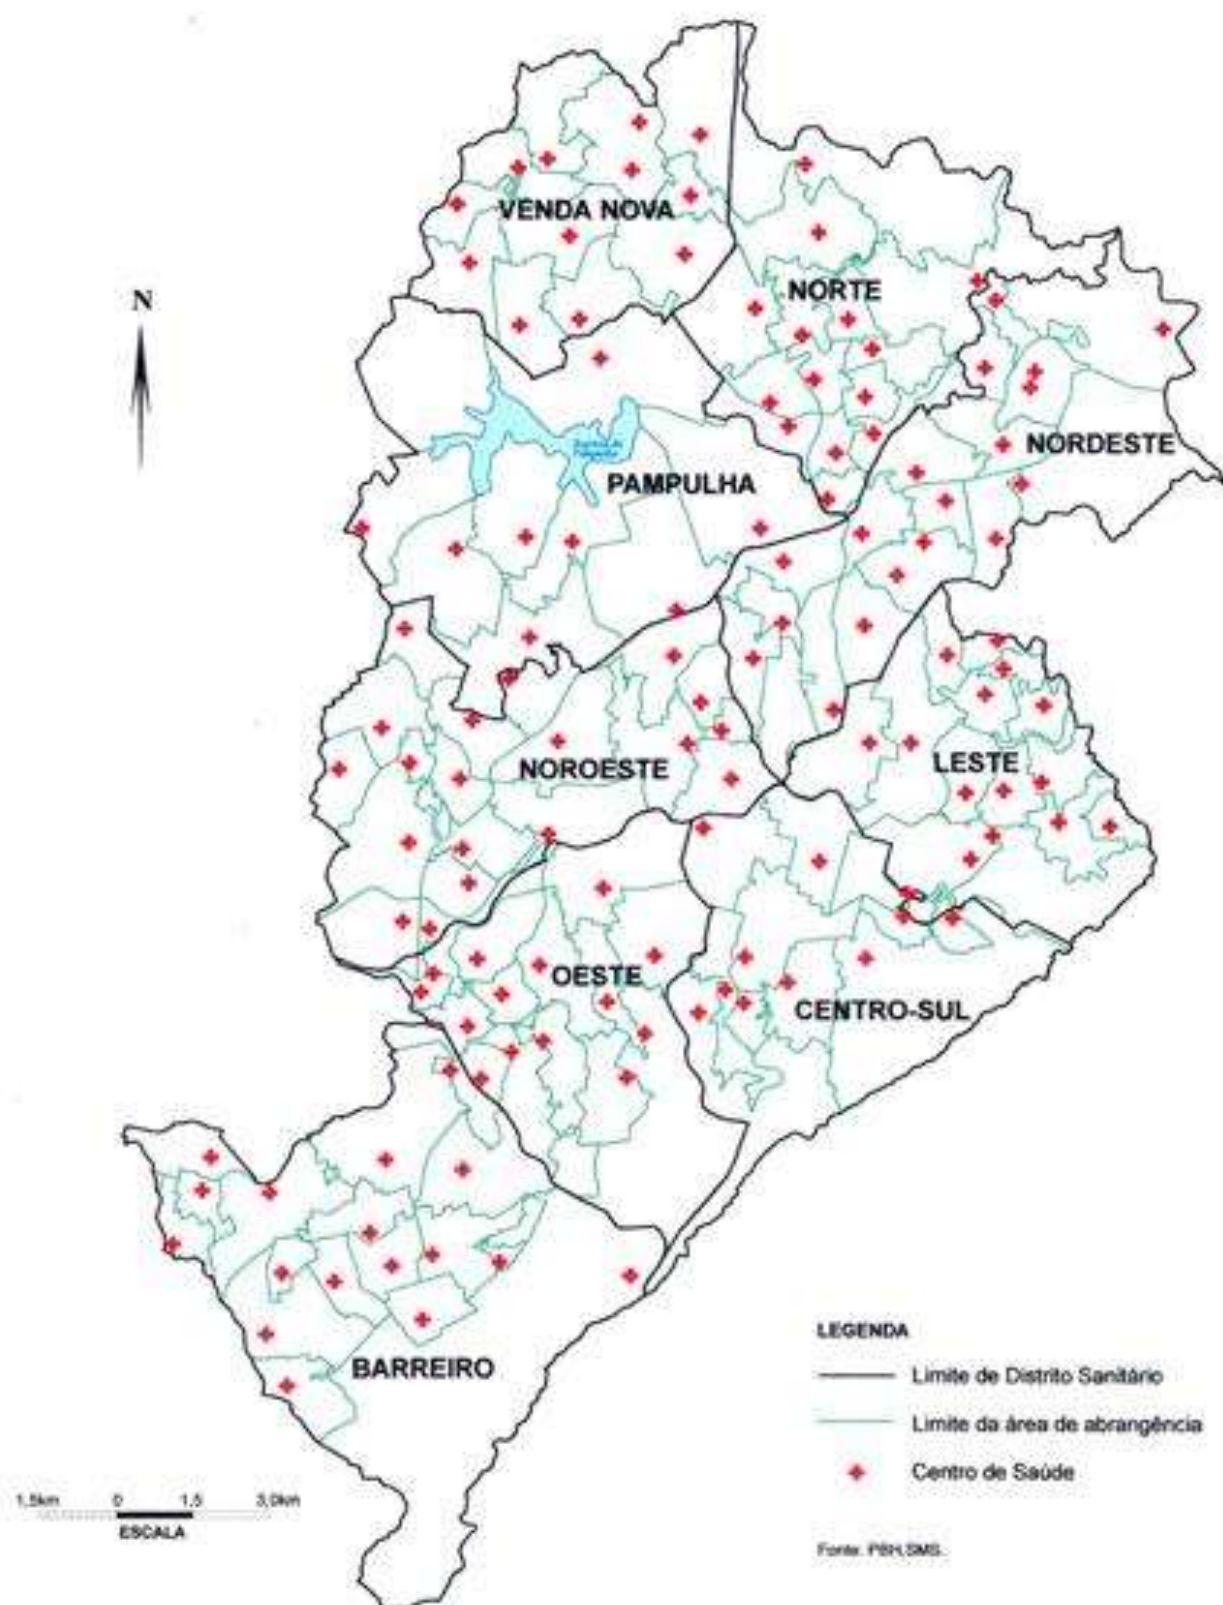 VENDA NOVA
N
NORTE
NORDESTE
PAMPULHA
NOROESTE
LESTE
OESTE
CENTRO-SUL
BARREIRO
LEGENDA
Limite de Distrito Sanitário
Limite da área de abrangência
Centro de Saúde
1,5km 0 1,5 3,0km
ESCALA
Fonte: PBH,SMS.